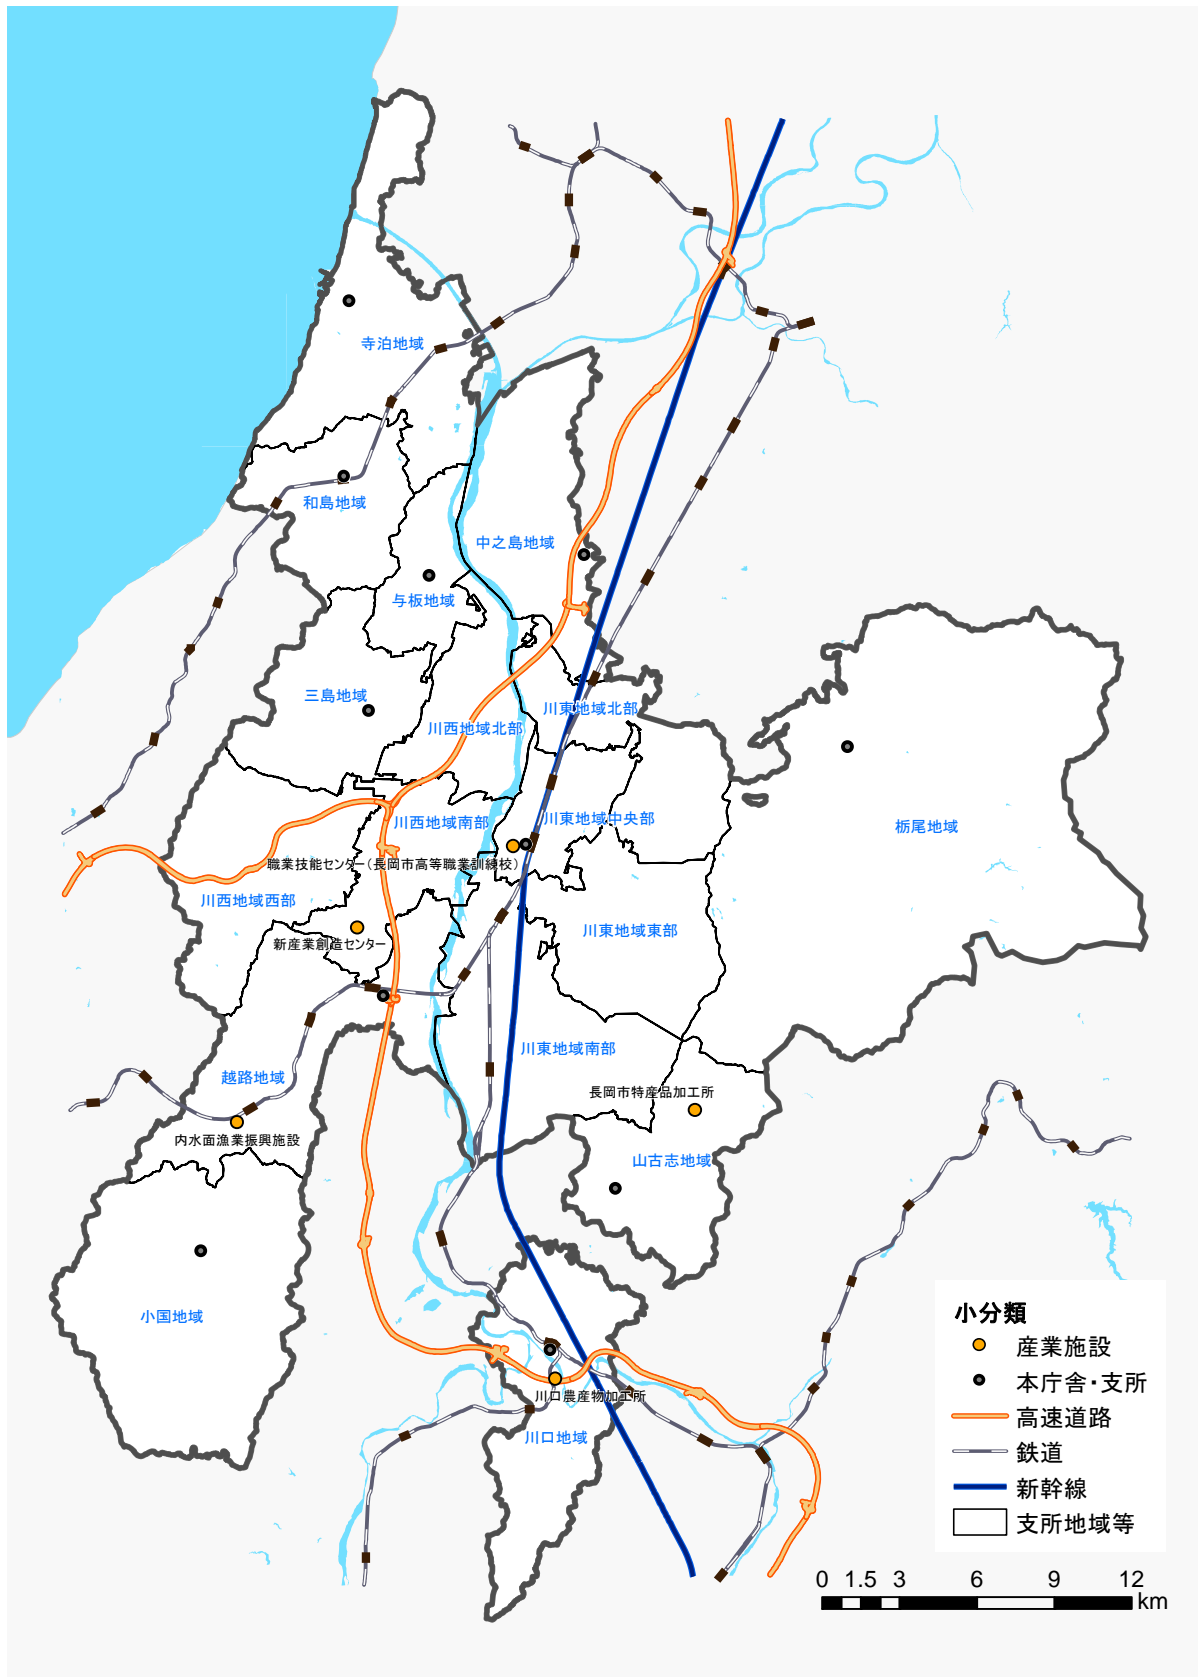 寺泊地域
和島地域
中之島地域
与板地域
三島地域
川西地域北部
川東地域北部
川西地域南部
川東地域中央部
栃尾地域
職業技能センター(長岡市高等職業訓練校)
川西地域西部
新産業創造センター
川東地域東部
川東地域南部
越路地域
長岡市特産品加工所
内水面漁業振興施設
山古志地域
小国地域
川口農産物加工所
川口地域
小分類
産業施設
本庁舎・支所
高速道路
鉄道
新幹線
支所地域等
0 1.5 3 6 9 12
km